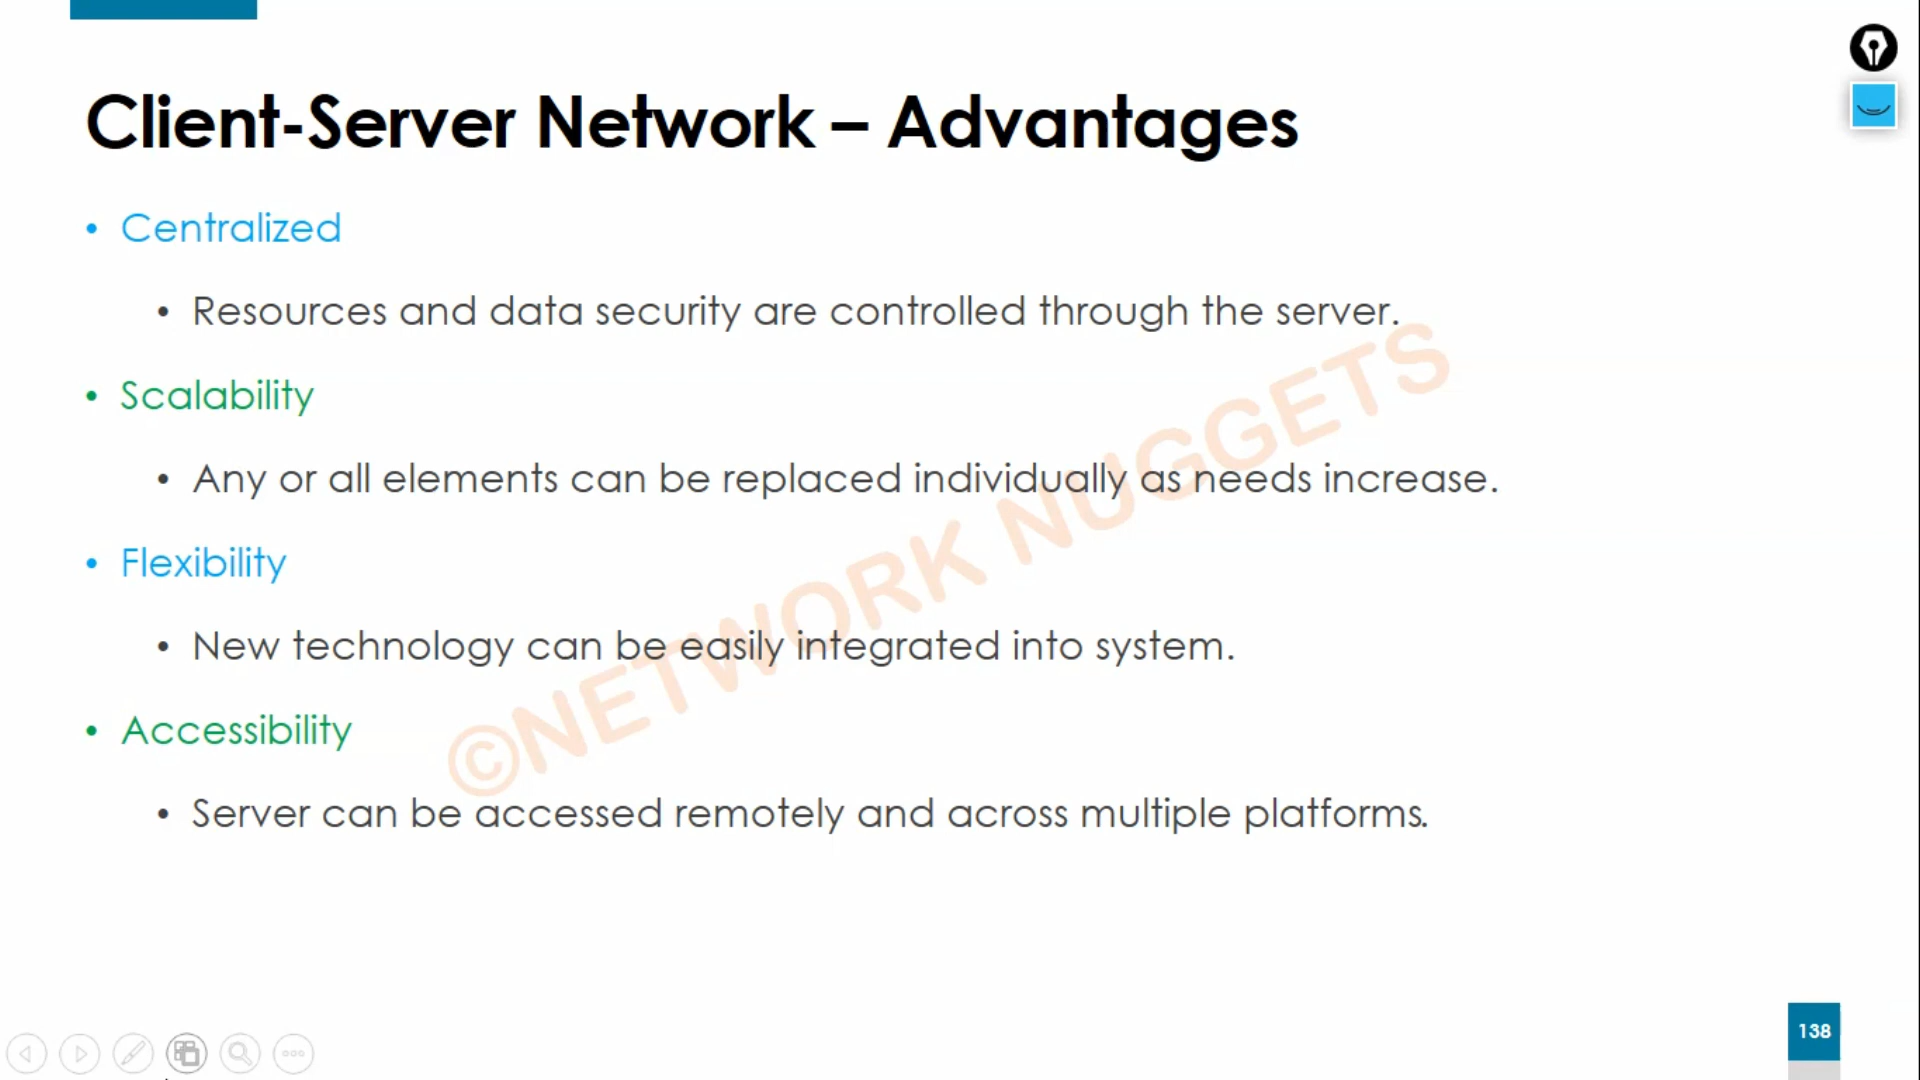 Client-Server Network – Advantages
• Centralized
• Resources and data security are controlled through the server.
• Scalability
• Any or all elements can be replaced individually as needs increase.
• Flexibility
• New technology can be easily integrated into system.
• Accessibility
• Server can be accessed remotely and across multiple platforms.
©NETWORK NUGGETS
138